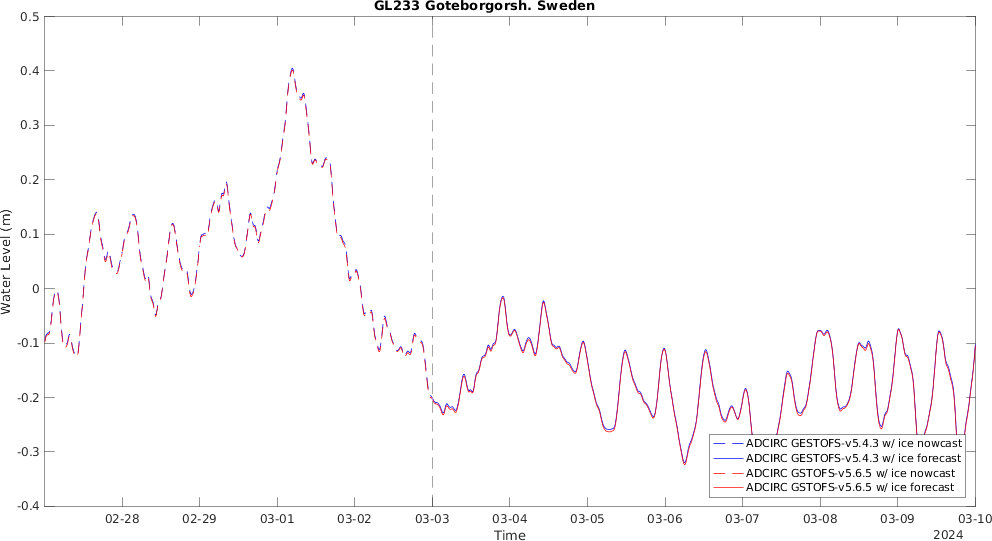 GL233 Goteborgorsh. Sweden
0.5
0.4
0.3
0.2
0.1
0
-0.1
-0.2
-0.3
-0.4
Water Level (m)
ADCIRC GESTOFS-v5.4.3 w/ ice nowcast
ADCIRC GESTOFS-v5.4.3 w/ ice forecast
ADCIRC GSTOFS-v5.6.5 w/ ice nowcast
ADCIRC GSTOFS-v5.6.5 w/ ice forecast
02-28 02-29 03-01 03-02 03-03 03-04 03-05 03-06 03-07 03-08 03-09 03-10
Time
2024